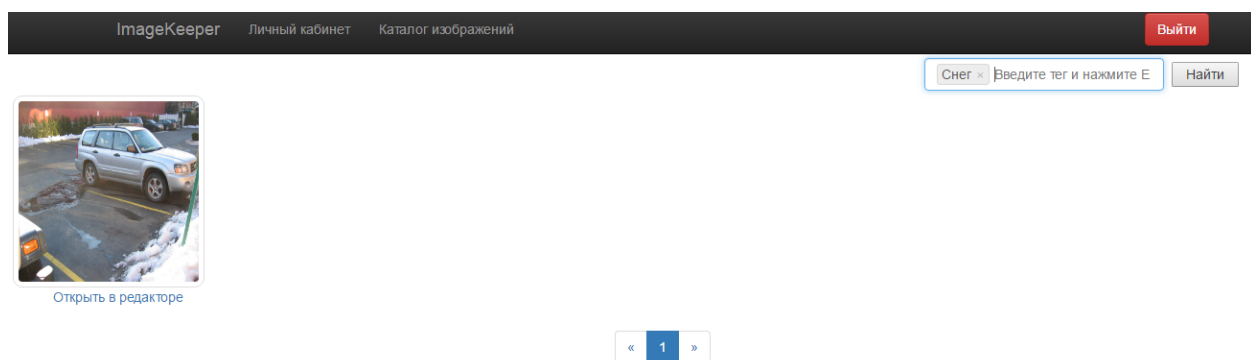 ImageKeeper Личный кабинет Каталог изображений Выйти
Снег × Введите тег и нажмите E Найти
Открыть в редакторе
« 1 »